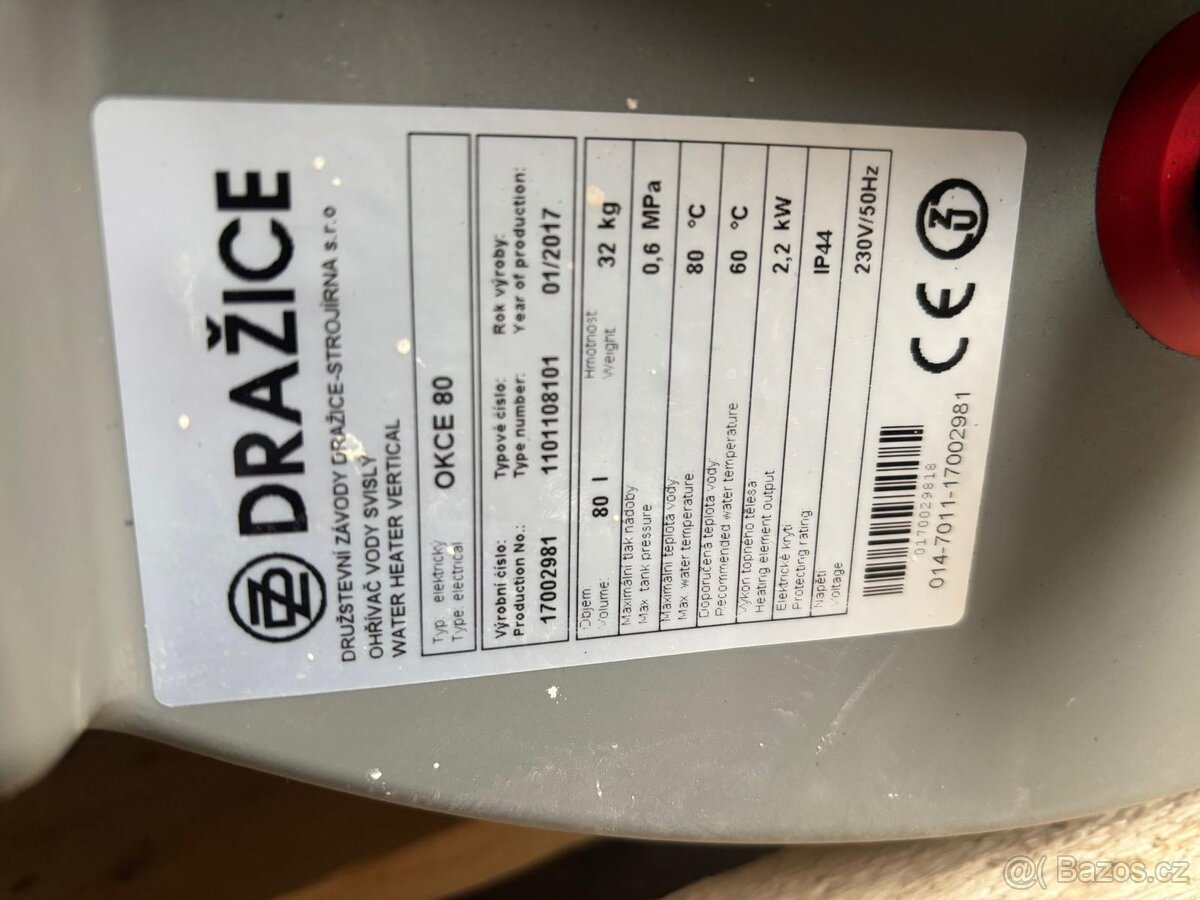 DZ DRAŽICE
DRUŽSTEVNÍ ZÁVODY DRAŽICE-STROJÍRNA s.r.o
OHŘÍVAČ VODY SVISLÝ
WATER HEATER VERTICAL
Typ: elektrický
Type: electrical
OKCE 80
Výrobní číslo: Typové číslo: Rok výroby:
Production No.: Type number: Year of production:
17002981 1101108101 01/2017
Objem Hmotnost
Volume: 80 l Weight 32 kg
Maximální tlak nádoby
Max. tank pressure 0,6 MPa
Maximální teplota vody
Max. water temperature 80 °C
Doporučená teplota vody
Recommended water temperature 60 °C
Výkon topného tělesa
Heating element output 2,2 kW
Elektrické krytí
Protecting rating IP44
Napětí
Voltage 230V/50Hz
0170029818
014-7011-17002981
CE
Bazos.cz